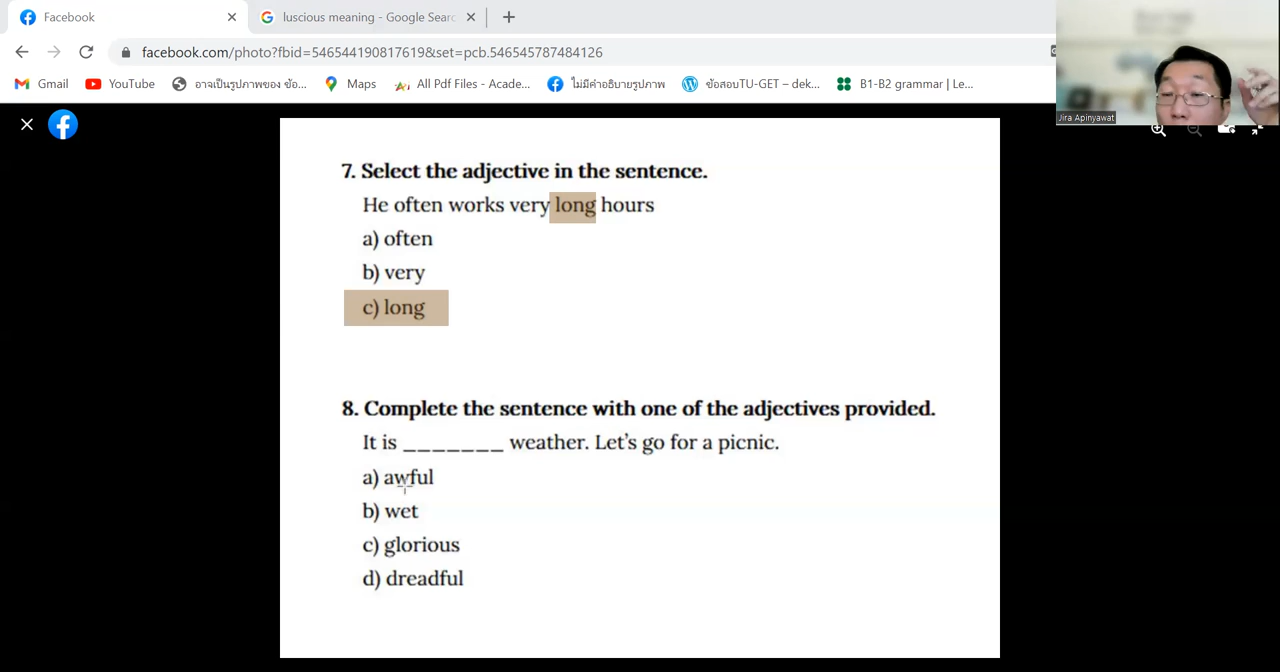 Facebook
luscious meaning - Google Searc
facebook.com/photo?fbid=546544190817619&set=pcb.546545787484126
Gmail
YouTube
อาจเป็นรูปภาพของ ข้อ...
Maps
All Pdf Files - Acade...
ไม่มีคำอธิบายรูปภาพ
ข้อสอบTU-GET – dek...
B1-B2 grammar | Le...
Jira Apinyawat
7. Select the adjective in the sentence.
He often works very long hours
a) often
b) very
c) long
8. Complete the sentence with one of the adjectives provided.
It is _______ weather. Let's go for a picnic.
a) awful
b) wet
c) glorious
d) dreadful